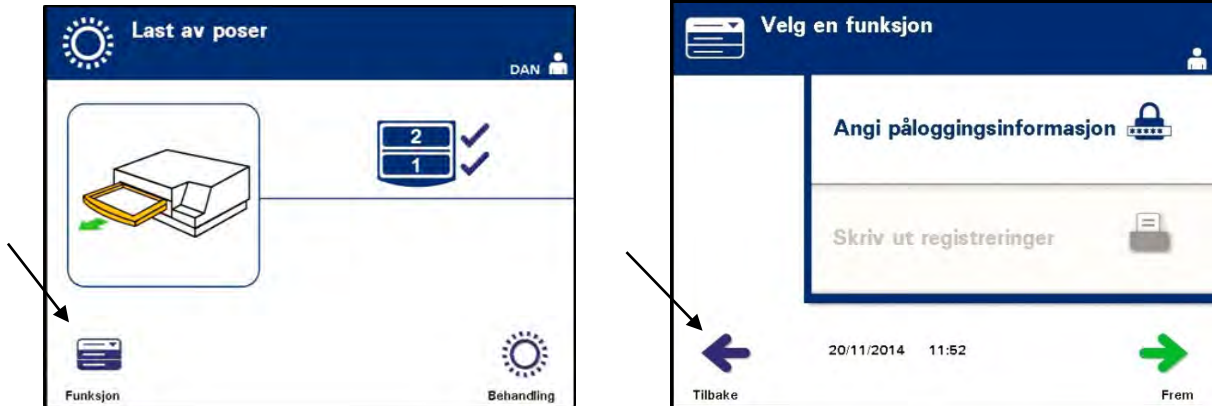 Last av poser
DAN
2
1
Funksjon
Behandling
Velg en funksjon
Angi påloggingsinformasjon
Skriv ut registreringer
20/11/2014 11:52
Tilbake
Frem